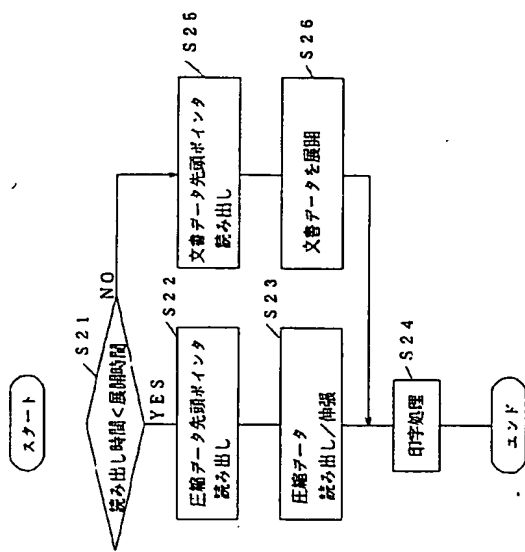 スタート
S21
読み出し時間<展開時間
NO
YES
S22
圧縮データ先頭ポインタ
読み出し
S23
圧縮データ
読み出し/伸張
S25
文書データ先頭ポインタ
読み出し
S26
文書データを展開
S24
印字処理
エンド